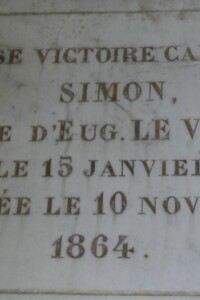 SE VICTOIRE CA
SIMON,
E D'EUG. LE V
LE 15 JANVIER
ÉE LE 10 NOV
1864.